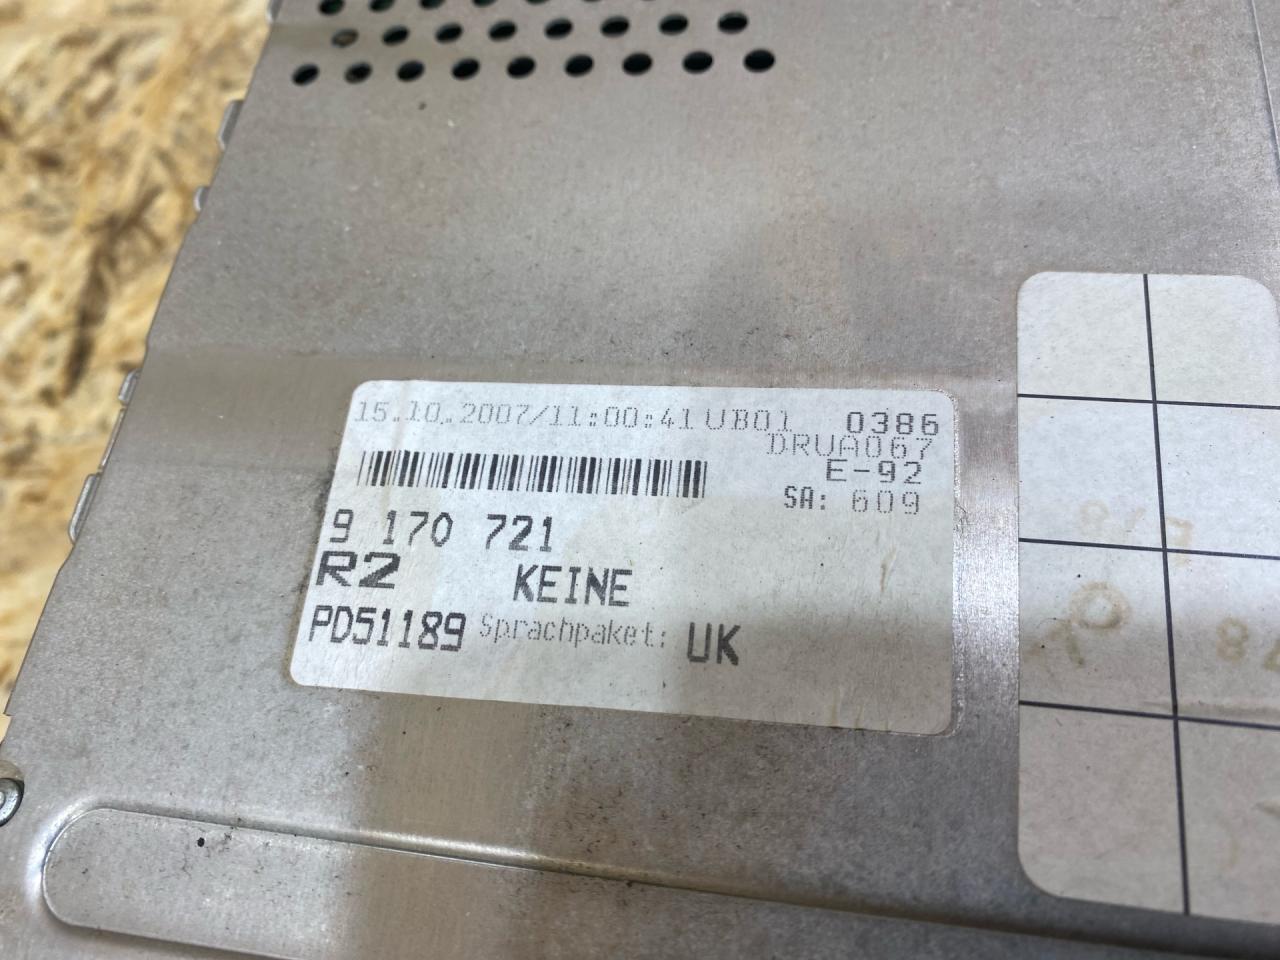 15.10.2007/11:00:41 UB01 0386
DRUA067
E-92
SA: 609
9 170 721
R2 KEINE
PD51189 Sprachpaket: UK